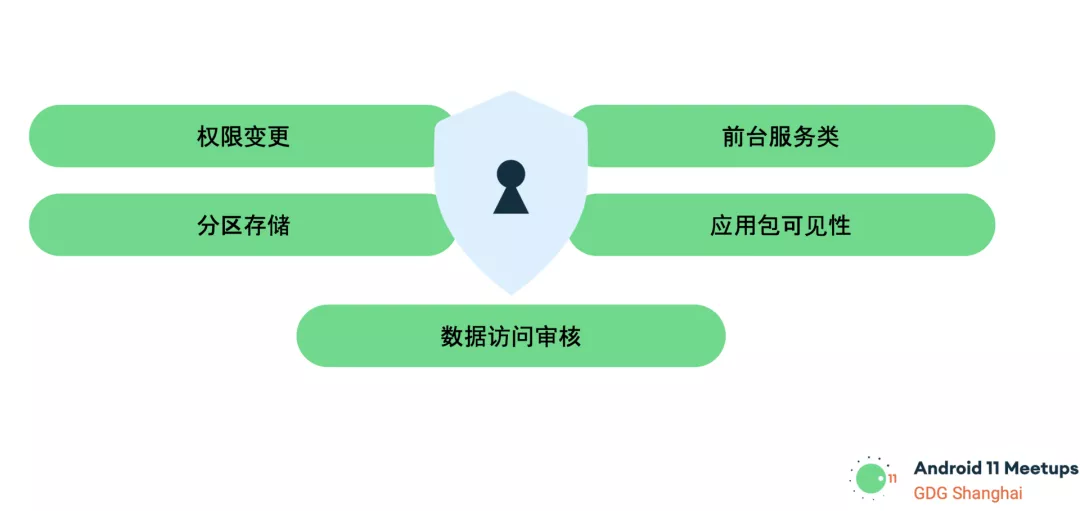 权限变更
前台服务类
分区存储
应用包可见性
数据访问审核
11
Android 11 Meetups
GDG Shanghai